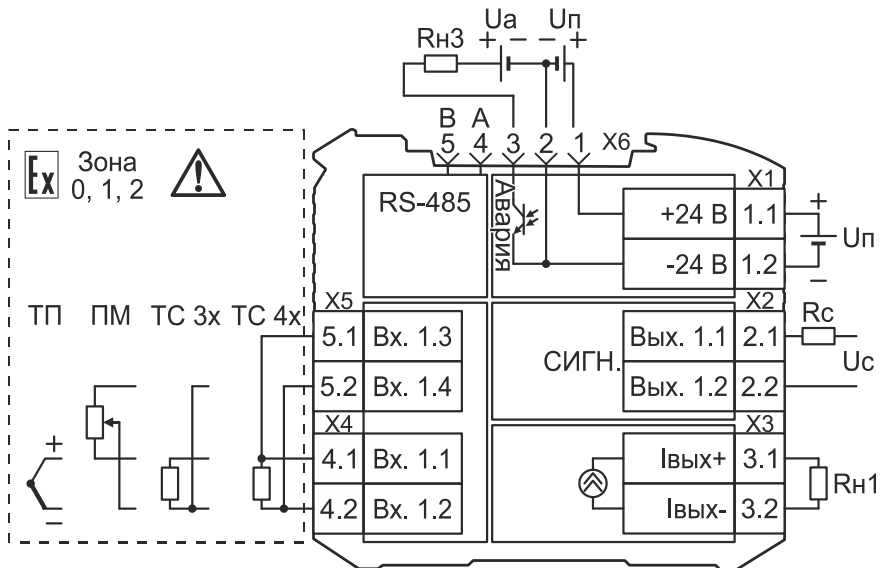 Uа Uп
+ − − +
Rн3
B A
5 4 3 2 1 X6
Ex Зона
0, 1, 2
RS-485
Авария
X1
+24 В 1.1
-24 В 1.2
+
Uп
−
ТП ПМ ТС 3х ТС 4х
X5
5.1 Вх. 1.3
5.2 Вх. 1.4
X4
4.1 Вх. 1.1
4.2 Вх. 1.2
+
−
СИГН.
X2
Вых. 1.1 2.1
Вых. 1.2 2.2
Rс
Uс
X3
Iвых+ 3.1
Iвых- 3.2
Rн1